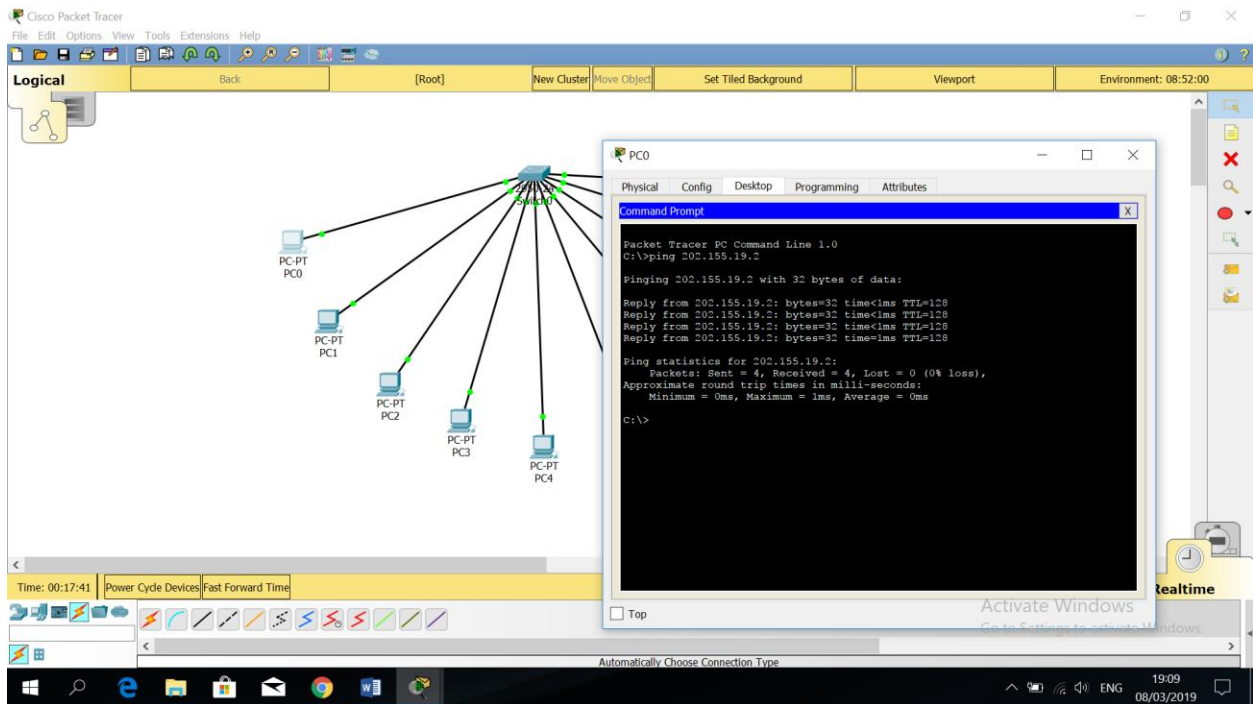 Cisco Packet Tracer
File Edit Options View Tools Extensions Help
Logical Back [Root] New Cluster Move Object Set Tiled Background Viewport Environment: 08:52:00
Switch0
PC-PT
PC0
PC-PT
PC1
PC-PT
PC2
PC-PT
PC3
PC-PT
PC4
PC0
Physical Config Desktop Programming Attributes
Command Prompt X
Packet Tracer PC Command Line 1.0
C:\>ping 202.155.19.2
Pinging 202.155.19.2 with 32 bytes of data:
Reply from 202.155.19.2: bytes=32 time<1ms TTL=128
Reply from 202.155.19.2: bytes=32 time<1ms TTL=128
Reply from 202.155.19.2: bytes=32 time<1ms TTL=128
Reply from 202.155.19.2: bytes=32 time=1ms TTL=128
Ping statistics for 202.155.19.2:
Packets: Sent = 4, Received = 4, Lost = 0 (0% loss),
Approximate round trip times in milli-seconds:
Minimum = 0ms, Maximum = 1ms, Average = 0ms
C:\>
Top
Time: 00:17:41 Power Cycle Devices Fast Forward Time Realtime
Activate Windows
Go to Settings to activate Windows.
Automatically Choose Connection Type
ENG 19:09
08/03/2019